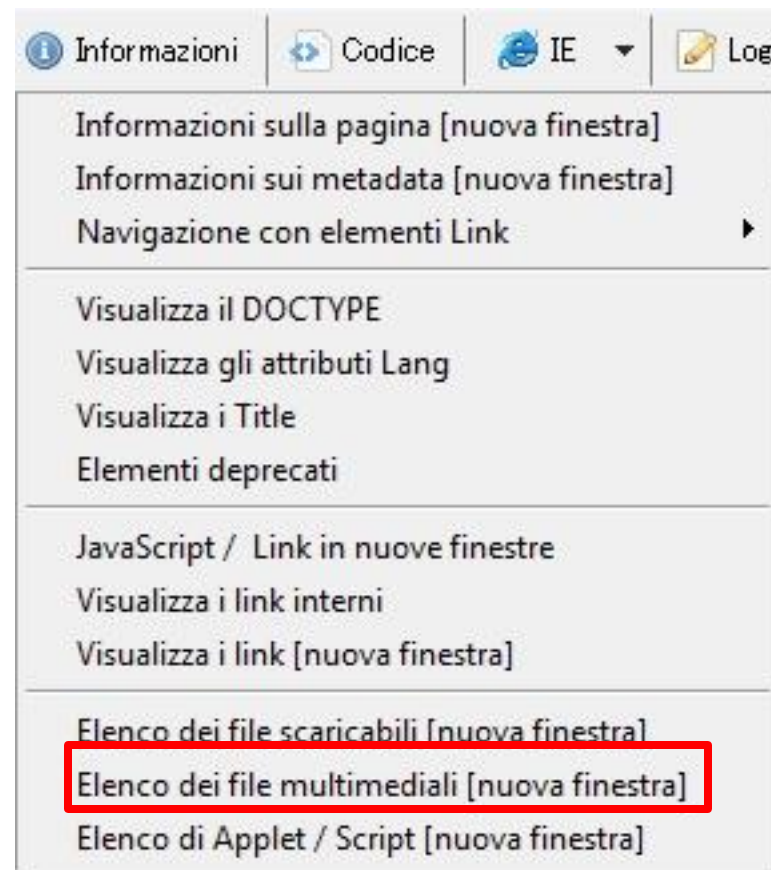 Informazioni Codice IE Log
Informazioni sulla pagina [nuova finestra]
Informazioni sui metadata [nuova finestra]
Navigazione con elementi Link
Visualizza il DOCTYPE
Visualizza gli attributi Lang
Visualizza i Title
Elementi deprecati
JavaScript / Link in nuove finestre
Visualizza i link interni
Visualizza i link [nuova finestra]
Elenco dei file scaricabili [nuova finestra]
Elenco dei file multimediali [nuova finestra]
Elenco di Applet / Script [nuova finestra]